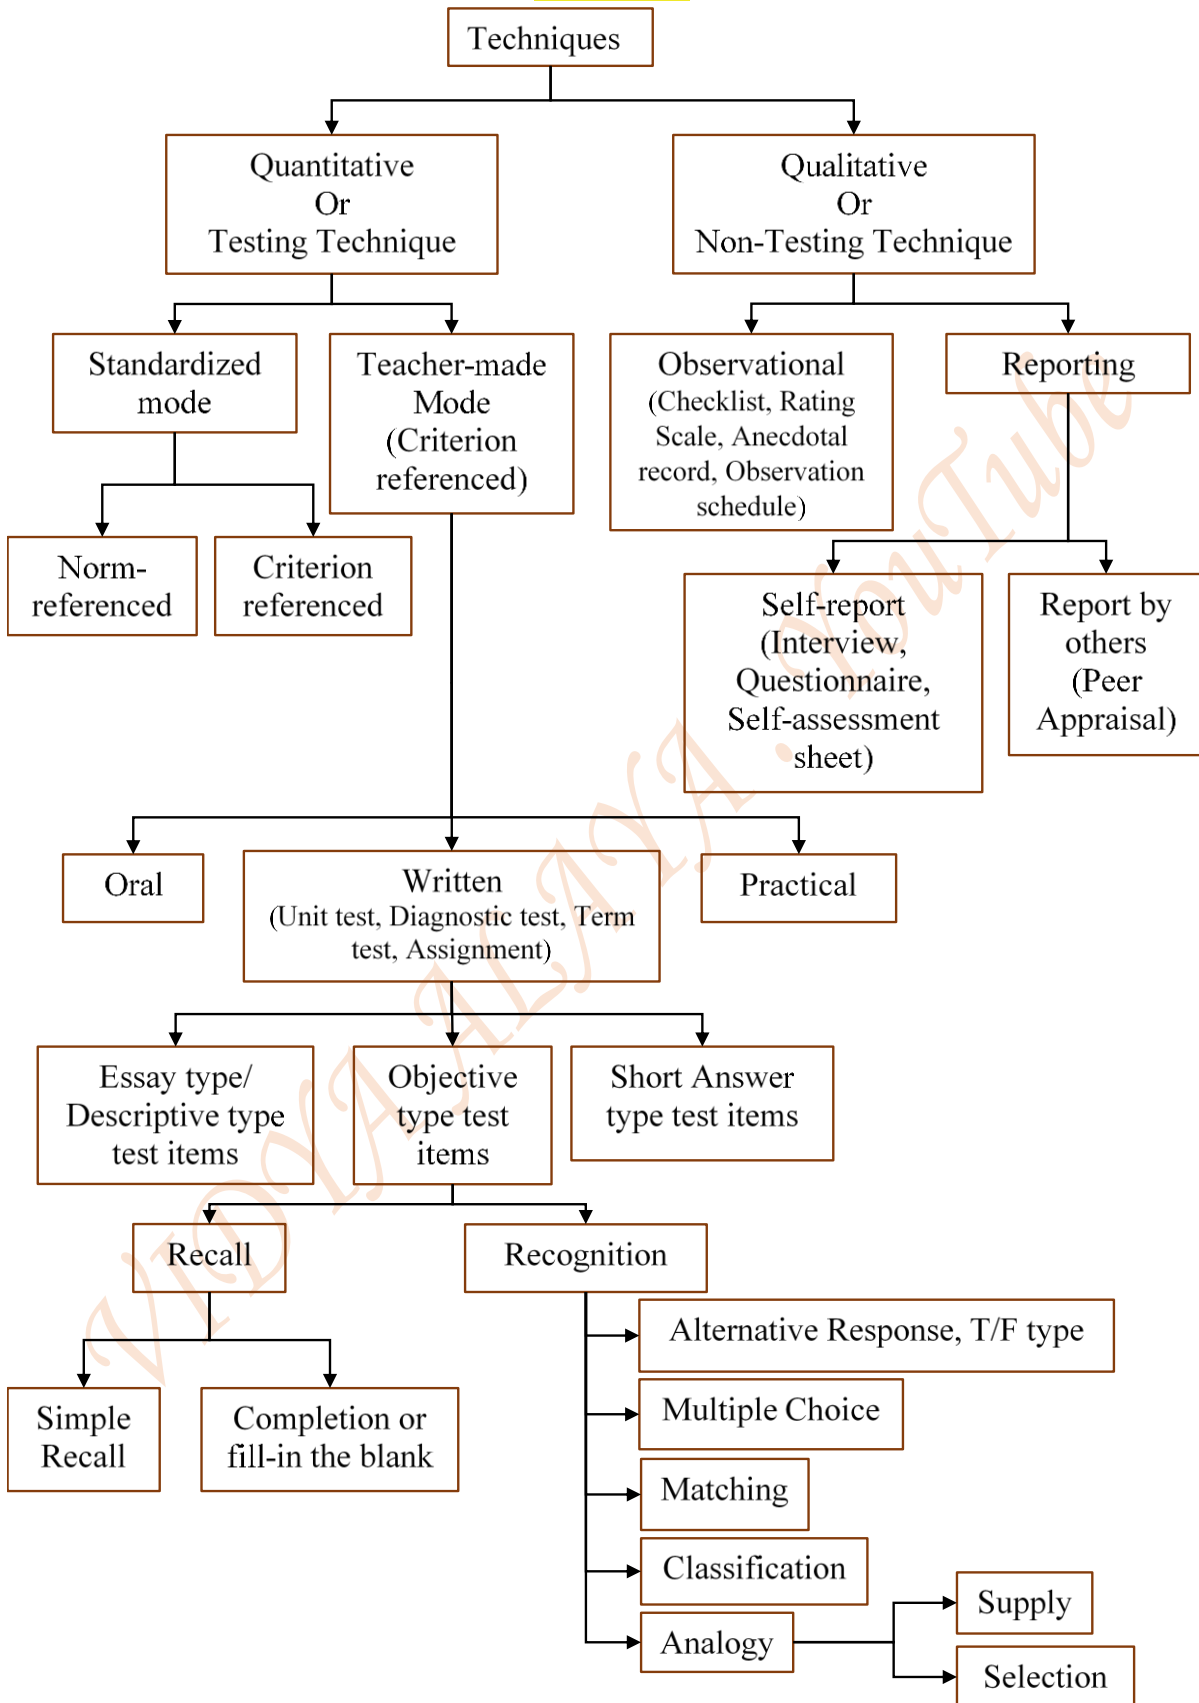 Techniques
Quantitative
Or
Testing Technique
Qualitative
Or
Non-Testing Technique
Standardized
mode
Teacher-made
Mode
(Criterion
referenced)
Observational
(Checklist, Rating
Scale, Anecdotal
record, Observation
schedule)
Reporting
Norm-
referenced
Criterion
referenced
Self-report
(Interview,
Questionnaire,
Self-assessment
sheet)
Report by
others
(Peer
Appraisal)
Oral
Written
(Unit test, Diagnostic test, Term
test, Assignment)
Practical
Essay type/
Descriptive type
test items
Objective
type test
items
Short Answer
type test items
Recall
Recognition
Simple
Recall
Completion or
fill-in the blank
Alternative Response, T/F type
Multiple Choice
Matching
Classification
Analogy
Supply
Selection
VIDYA ALAYA . YouTube